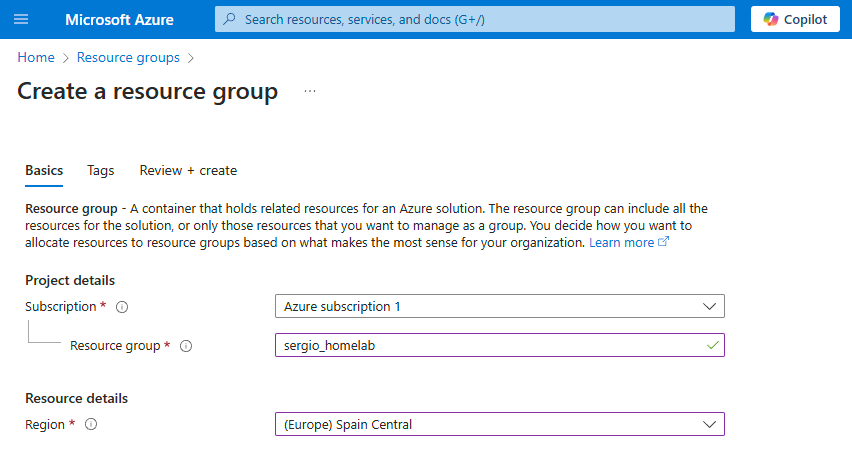 Microsoft Azure
Search resources, services, and docs (G+/)
Copilot
Home > Resource groups >
Create a resource group ...
Basics Tags Review + create
Resource group - A container that holds related resources for an Azure solution. The resource group can include all the
resources for the solution, or only those resources that you want to manage as a group. You decide how you want to
allocate resources to resource groups based on what makes the most sense for your organization. Learn more
Project details
Subscription * Azure subscription 1
Resource group * sergio_homelab
Resource details
Region * (Europe) Spain Central